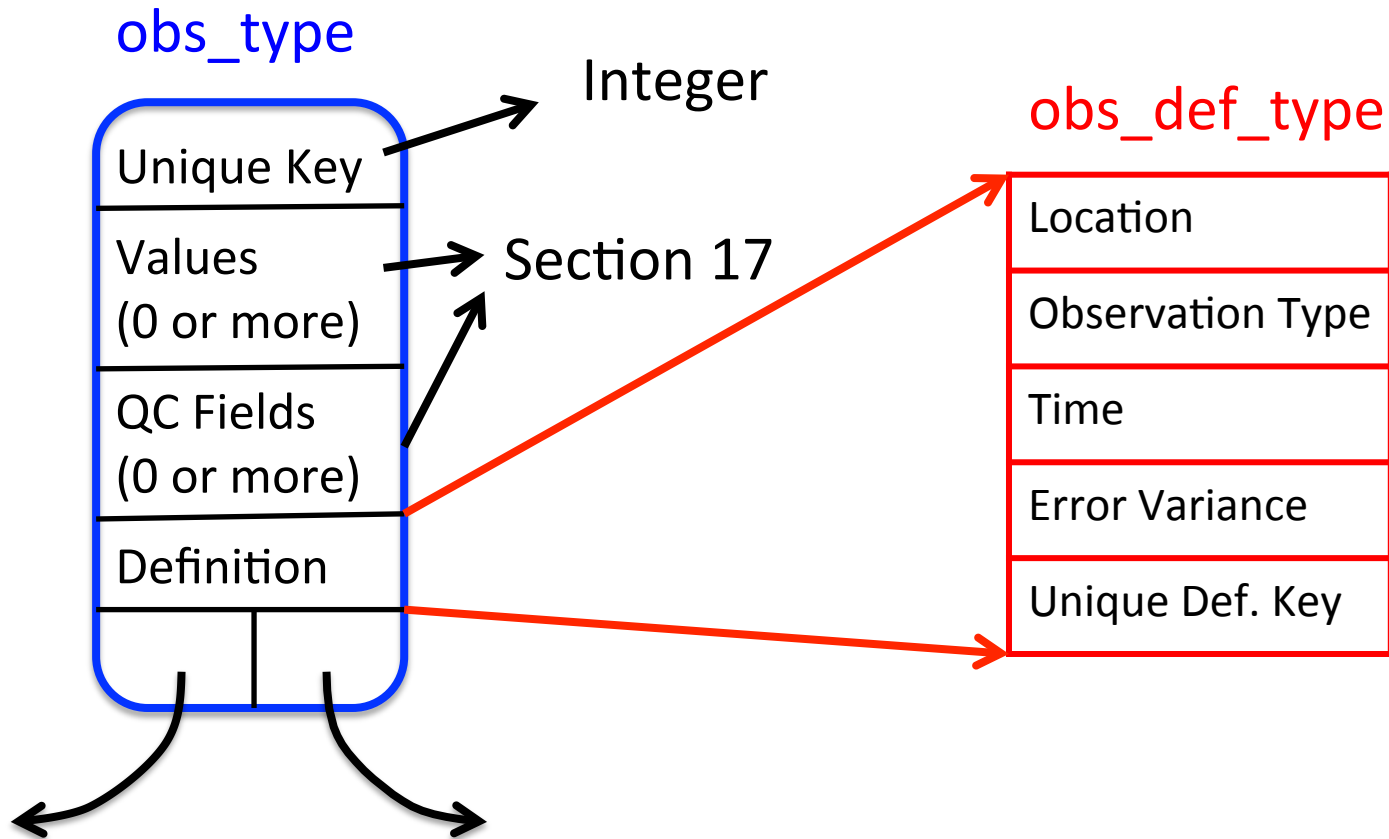 obs_type
Unique Key
Values
(0 or more)
QC Fields
(0 or more)
Definition
Integer
Section 17
obs_def_type
Location
Observation Type
Time
Error Variance
Unique Def. Key